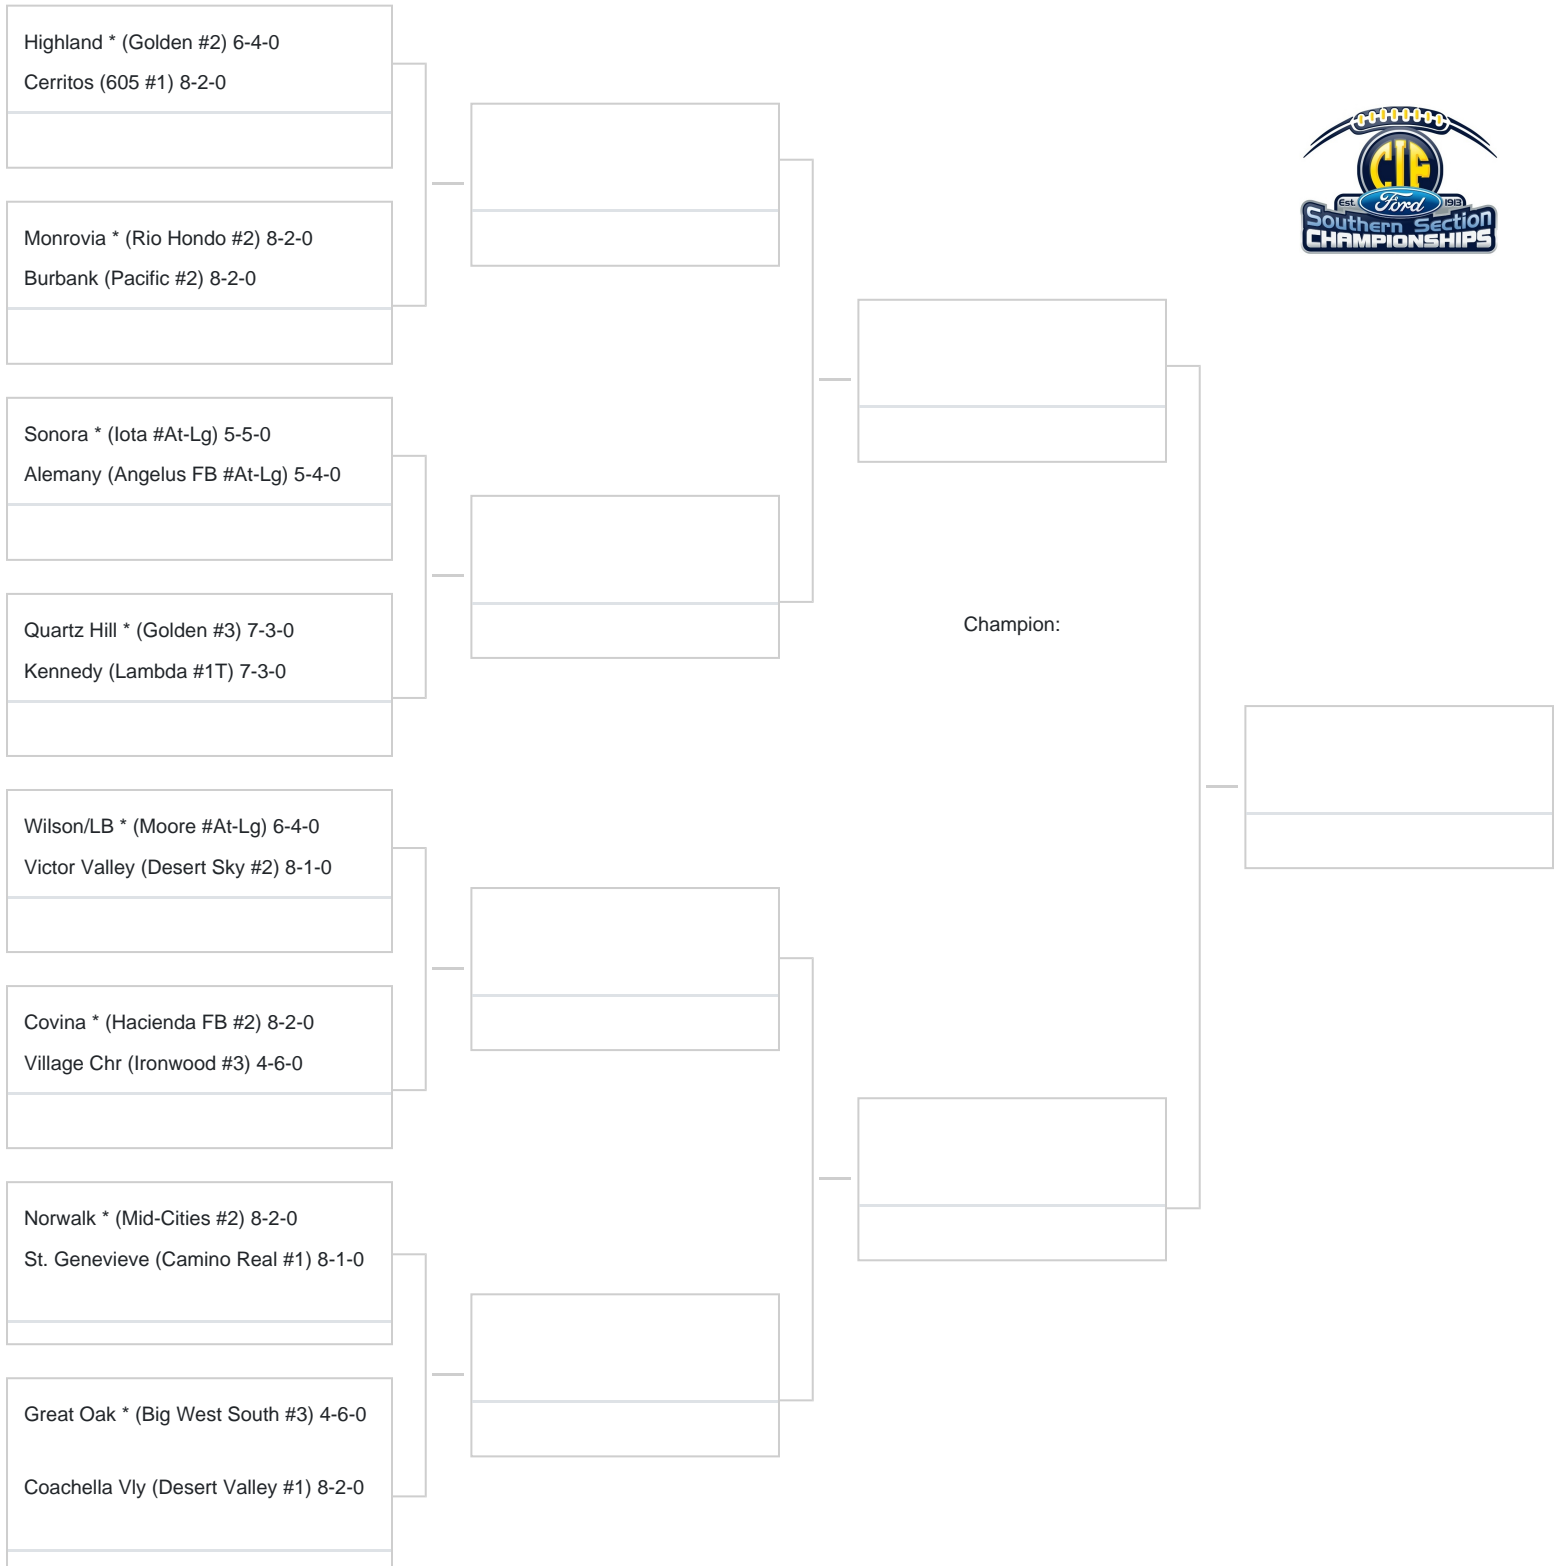 Highland * (Golden #2) 6-4-0
Cerritos (605 #1) 8-2-0
Monrovia * (Rio Hondo #2) 8-2-0
Burbank (Pacific #2) 8-2-0
Sonora * (Iota #At-Lg) 5-5-0
Alemany (Angelus FB #At-Lg) 5-4-0
Quartz Hill * (Golden #3) 7-3-0
Kennedy (Lambda #1T) 7-3-0
Wilson/LB * (Moore #At-Lg) 6-4-0
Victor Valley (Desert Sky #2) 8-1-0
Covina * (Hacienda FB #2) 8-2-0
Village Chr (Ironwood #3) 4-6-0
Norwalk * (Mid-Cities #2) 8-2-0
St. Genevieve (Camino Real #1) 8-1-0
Great Oak * (Big West South #3) 4-6-0
Coachella Vly (Desert Valley #1) 8-2-0
Champion:
CIF
Est. Ford 1913
Southern Section
CHAMPIONSHIPS